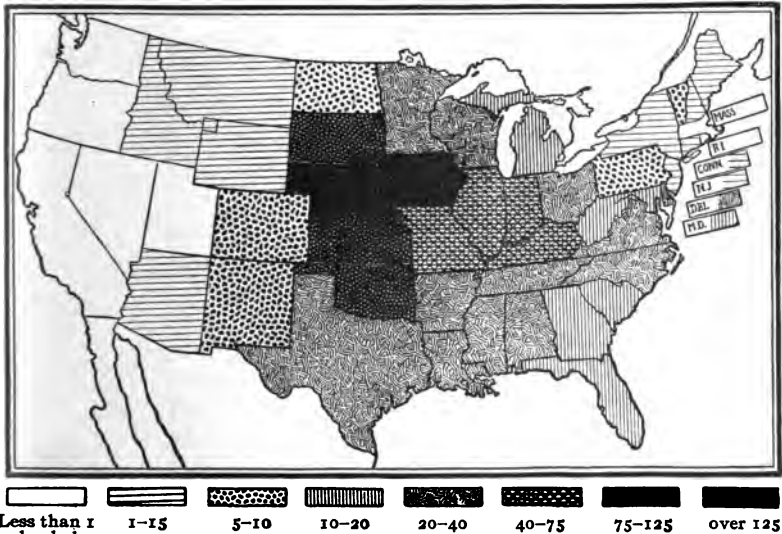 MASS
R I
CONN.
N.J.
DEL
M.D.
Less than 1
1–15
5–10
10–20
20–40
40–75
75–125
over 125